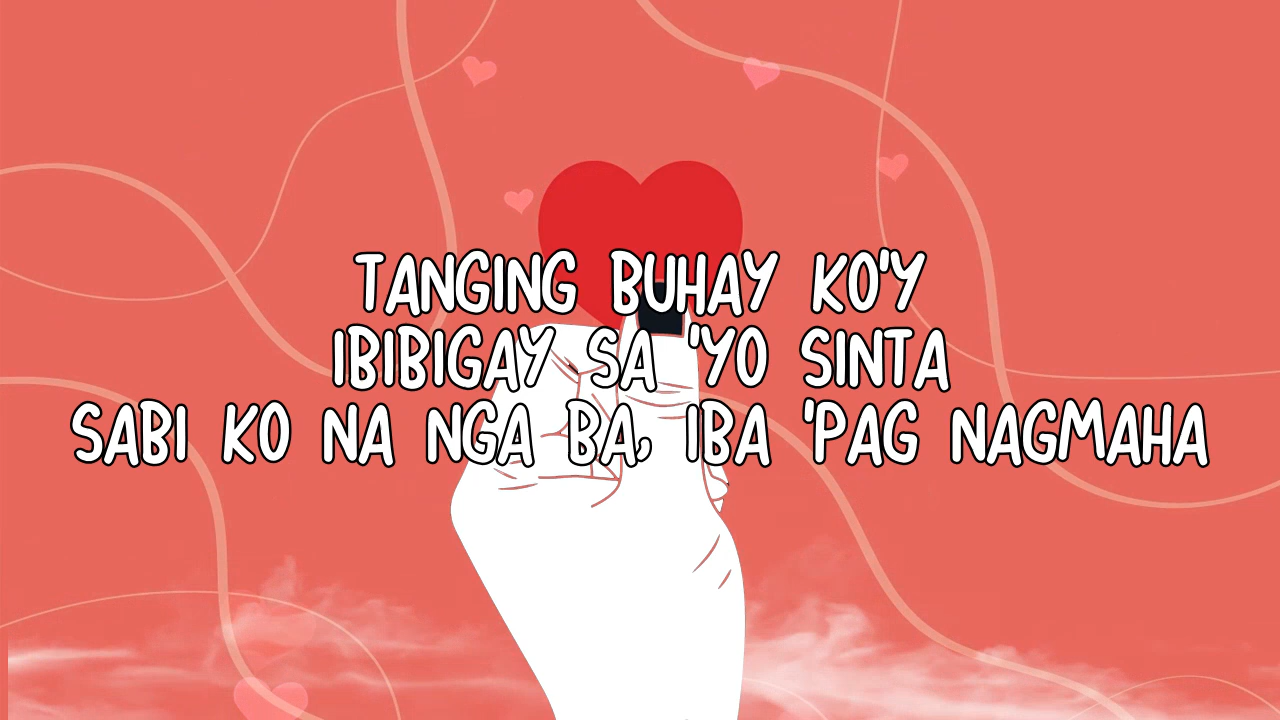 TANGING BUHAY KO'Y
IBIBIGAY SA 'YO SINTA
SABI KO NA NGA BA, IBA 'PAG NAGMAHA